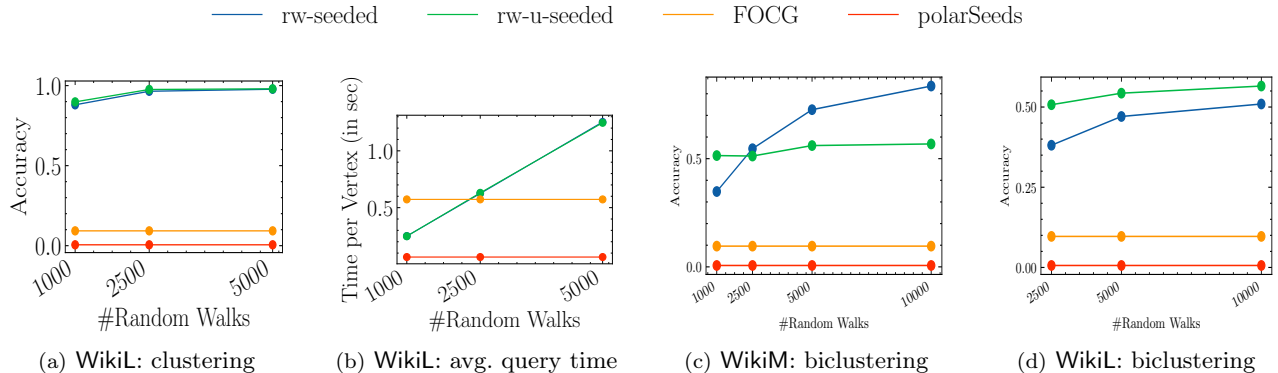 rw-seeded rw-u-seeded FOCG polarSeeds
1.0
0.5
0.0
Accuracy
1000 2500 5000
#Random Walks
(a) WikiL: clustering
1.0
0.5
Time per Vertex (in sec)
1000 2500 5000
#Random Walks
(b) WikiL: avg. query time
0.5
0.0
Accuracy
1000 2500 5000 10000
#Random Walks
(c) WikiM: biclustering
0.50
0.25
0.00
Accuracy
2500 5000 10000
#Random Walks
(d) WikiL: biclustering